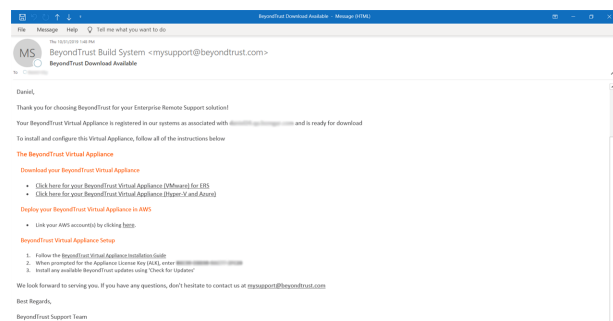 BeyondTrust Download Available - Message (HTML)
File Message Help Tell me what you want to do
Thu 10/31/2019 1:48 PM
MS
BeyondTrust Build System <mysupport@beyondtrust.com>
BeyondTrust Download Available
To
Daniel,
Thank you for choosing BeyondTrust for your Enterprise Remote Support solution!
Your BeyondTrust Virtual Appliance is registered in our systems as associated with and is ready for download
To install and configure this Virtual Appliance, follow all of the instructions below
The BeyondTrust Virtual Appliance
Download your BeyondTrust Virtual Appliance
• Click here for your BeyondTrust Virtual Appliance (VMware) for ERS
• Click here for your BeyondTrust Virtual Appliance (Hyper-V and Azure)
Deploy your BeyondTrust Virtual Appliance in AWS
• Link your AWS account(s) by clicking here.
BeyondTrust Virtual Appliance Setup
1. Follow the BeyondTrust Virtual Appliance Installation Guide
2. When prompted for the Appliance License Key (ALK), enter
3. Install any available BeyondTrust updates using 'Check for Updates'
We look forward to serving you. If you have any questions, don't hesitate to contact us at mysupport@beyondtrust.com
Best Regards,
BeyondTrust Support Team